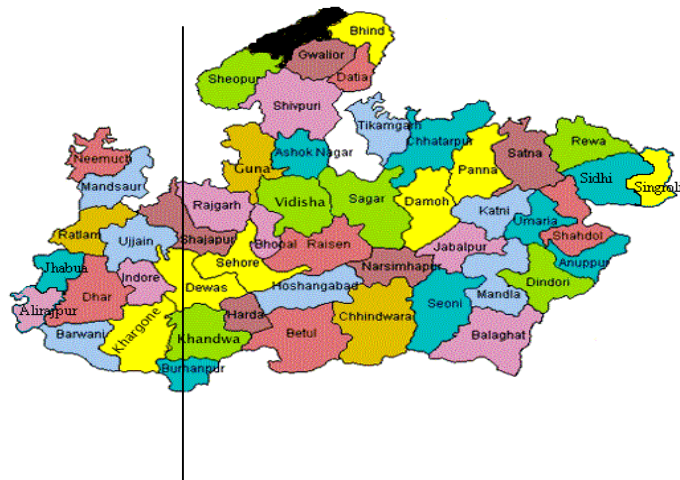 Bhind
Gwalior
Datia
Sheopur
Shivpuri
Tikamgarh
Chhatarpur
Panna
Satna
Rewa
Sidhi
Singroli
Neemuch
Mandsaur
Guna
Ashok Nagar
Vidisha
Sagar
Damoh
Katni
Umaria
Shahdol
Anuppur
Rajgarh
Ratlam
Ujjain
Shajapur
Bhopal
Raisen
Jabalpur
Narsimhapur
Dindori
Mandla
Jhabua
Indore
Sehore
Dewas
Hoshangabad
Seoni
Dhar
Alirajpur
Khargone
Harda
Chhindwara
Barwani
Khandwa
Betul
Balaghat
Burhanpur